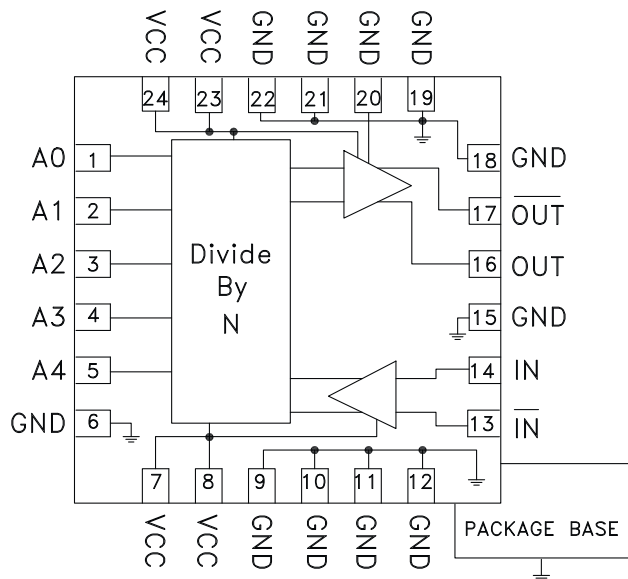 VCC VCC GND GND GND GND
24 23 22 21 20 19
A0 1
A1 2
A2 3
A3 4
A4 5
GND 6
Divide
By
N
18 GND
17 O̅U̅T̅
16 OUT
15 GND
14 IN
13 I̅N̅
7 8 9 10 11 12
VCC VCC GND GND GND GND
PACKAGE BASE